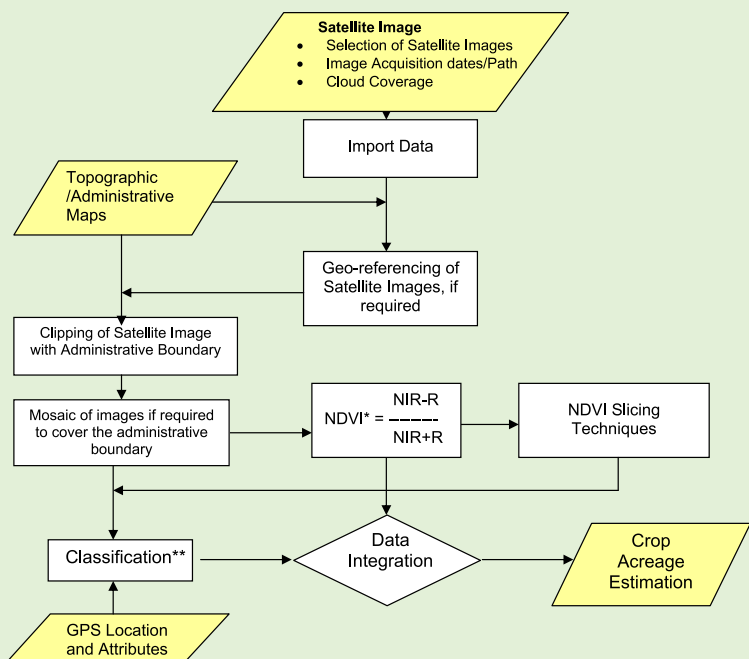 Satellite Image
• Selection of Satellite Images
• Image Acquisition dates/Path
• Cloud Coverage
Import Data
Topographic
/Administrative
Maps
Geo-referencing of
Satellite Images, if
required
Clipping of Satellite Image
with Administrative Boundary
Mosaic of images if required
to cover the administrative
boundary
NIR-R
NDVI* = -----
NIR+R
NDVI Slicing
Techniques
Classification**
Data
Integration
Crop
Acreage
Estimation
GPS Location
and Attributes